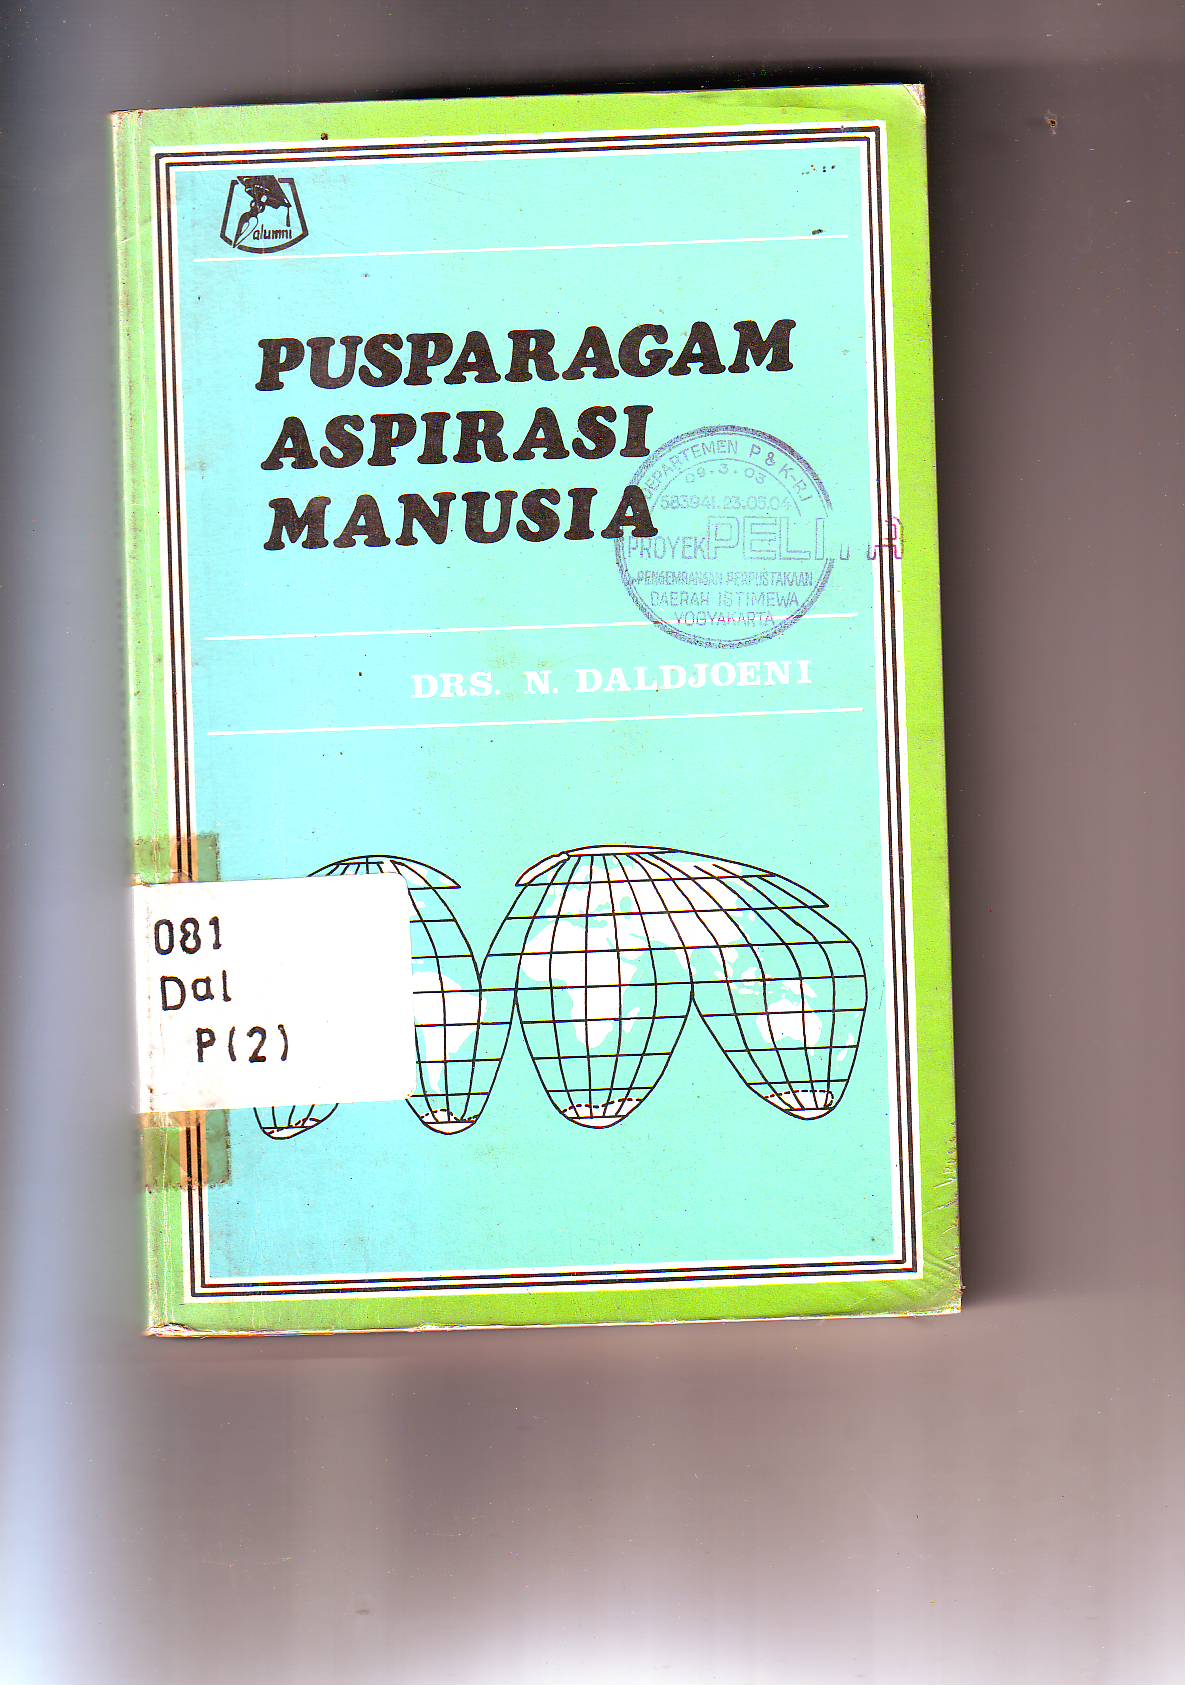 alumni
PUSPARAGAM
ASPIRASI
MANUSIA
DEPARTEMEN P & K-RI
09.3.03
583941.23.05.04
PROYEK PELITA
PENGEMBANGAN PERPUSTAKAAN
DAERAH ISTIMEWA
YOGYAKARTA
DRS. N. DALDJOENI
081
Dal
P(2)